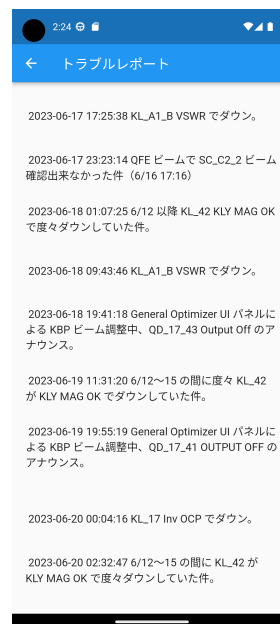 2:24
トラブルレポート
2023-06-17 17:25:38 KL_A1_B VSWR でダウン。
2023-06-17 23:23:14 QFE ビームで SC_C2_2 ビーム
確認出来なかった件（6/16 17:16）
2023-06-18 01:07:25 6/12 以降 KL_42 KLY MAG OK
で度々ダウンしていた件。
2023-06-18 09:43:46 KL_A1_B VSWR でダウン。
2023-06-18 19:41:18 General Optimizer UI パネルに
よる KBP ビーム調整中、QD_17_43 Output Off のア
ナウンス。
2023-06-19 11:31:20 6/12〜15 の間に度々 KL_42
が KLY MAG OK でダウンしていた件。
2023-06-19 19:55:19 General Optimizer UI パネルに
よる KBP ビーム調整中、QD_17_41 OUTPUT OFF の
アナウンス。
2023-06-20 00:04:16 KL_17 Inv OCP でダウン。
2023-06-20 02:32:47 6/12〜15 の間に KL_42 が
KLY MAG OK で度々ダウンしていた件。